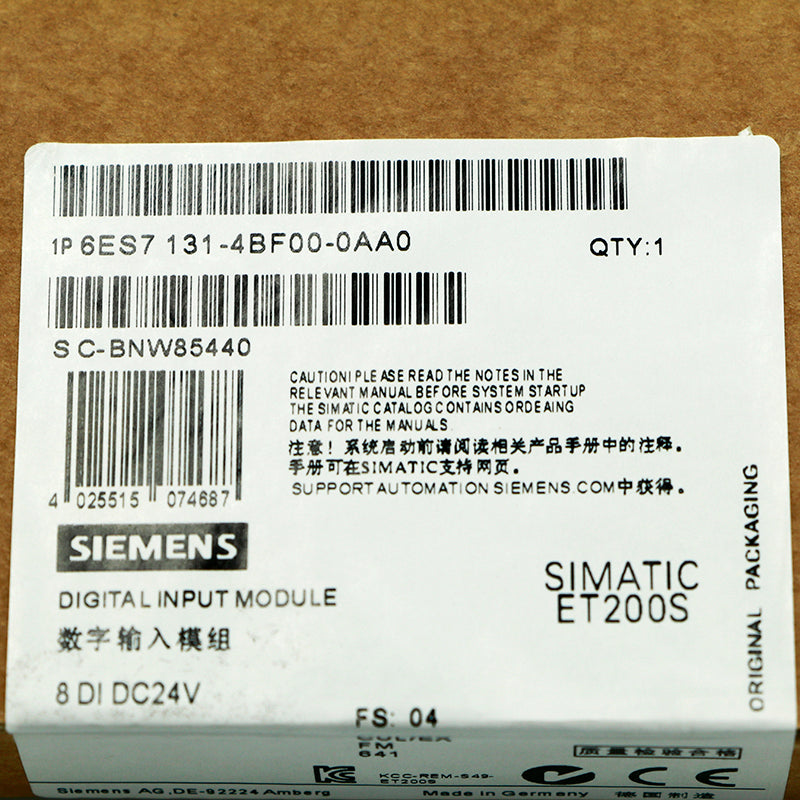 1P 6ES7 131-4BF00-0AA0
QTY:1
S C-BNW85440
CAUTION!PLEASE READ THE NOTES IN THE
RELEVANT MANUAL BEFORE SYSTEM STARTUP
THE SIMATIC CATALOG CONTAINS ORDEAING
DATA FOR THE MANUALS
注意！系统启动前请阅读相关产品手册中的注释。
手册可在SIMATIC支持网页。
SUPPORT AUTOMATION SIEMENS.COM中获得。
4 025515 074687
SIEMENS
DIGITAL INPUT MODULE
数字输入模组
8 DI DC24V
SIMATIC
ET200S
ORIGINAL PACKAGING
FS: 04
FM
641
KCC-REM-S49-
ET200S
质量检验合格
CE
Siemens AG,DE-92224 Amberg
Made in Germany
德国制造